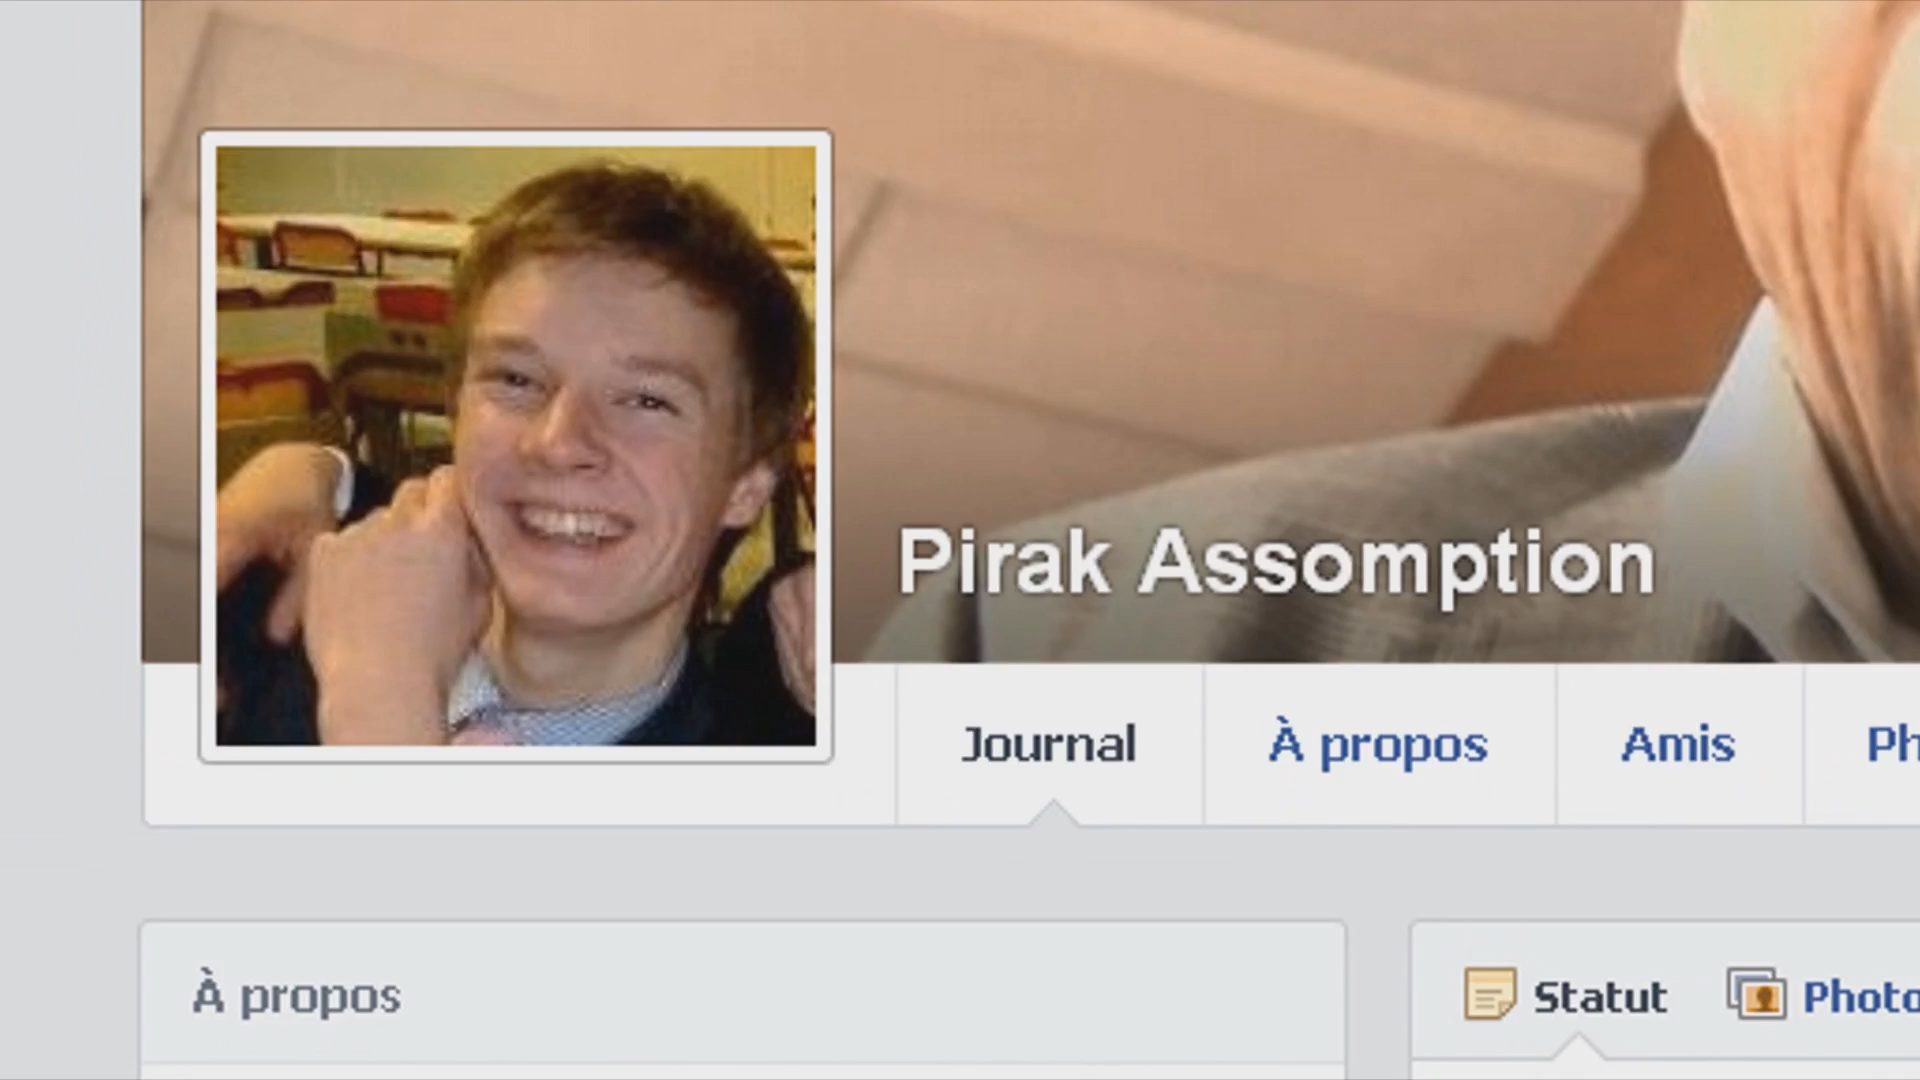 Pirak Assomption
Journal
À propos
Amis
À propos
Statut